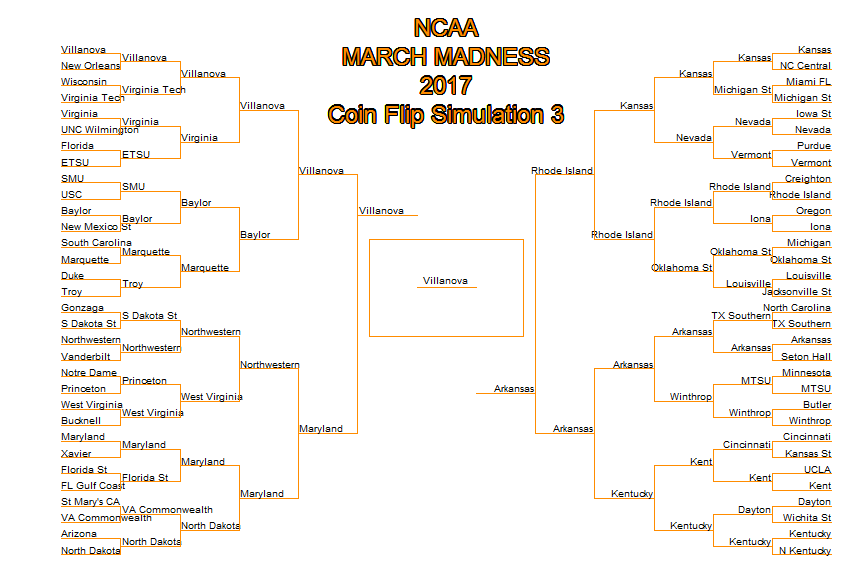 NCAA
MARCH MADNESS
2017
Coin Flip Simulation 3
Villanova
New Orleans
Wisconsin
Virginia Tech
Virginia
UNC Wilmington
Florida
ETSU
SMU
USC
Baylor
New Mexico St
South Carolina
Marquette
Duke
Troy
Gonzaga
S Dakota St
Northwestern
Vanderbilt
Notre Dame
Princeton
West Virginia
Bucknell
Maryland
Xavier
Florida St
FL Gulf Coast
St Mary's CA
VA Commonwealth
Arizona
North Dakota
Villanova
Virginia Tech
Virginia
ETSU
SMU
Baylor
Marquette
Troy
S Dakota St
Northwestern
Princeton
West Virginia
Maryland
Florida St
VA Commonwealth
North Dakota
Villanova
Virginia
Baylor
Marquette
Northwestern
West Virginia
Maryland
North Dakota
Villanova
Baylor
Northwestern
Maryland
Villanova
Maryland
Villanova
Villanova
Arkansas
Rhode Island
Arkansas
Kansas
Rhode Island
Arkansas
Kentucky
Kansas
Nevada
Rhode Island
Oklahoma St
Arkansas
Winthrop
Kent
Kentucky
Kansas
Michigan St
Nevada
Vermont
Rhode Island
Iona
Oklahoma St
Louisville
TX Southern
Arkansas
MTSU
Winthrop
Cincinnati
Kent
Dayton
Kentucky
Kansas
NC Central
Miami FL
Michigan St
Iowa St
Nevada
Purdue
Vermont
Creighton
Rhode Island
Oregon
Iona
Michigan
Oklahoma St
Louisville
Jacksonville St
North Carolina
TX Southern
Arkansas
Seton Hall
Minnesota
MTSU
Butler
Winthrop
Cincinnati
Kansas St
UCLA
Kent
Dayton
Wichita St
Kentucky
N Kentucky